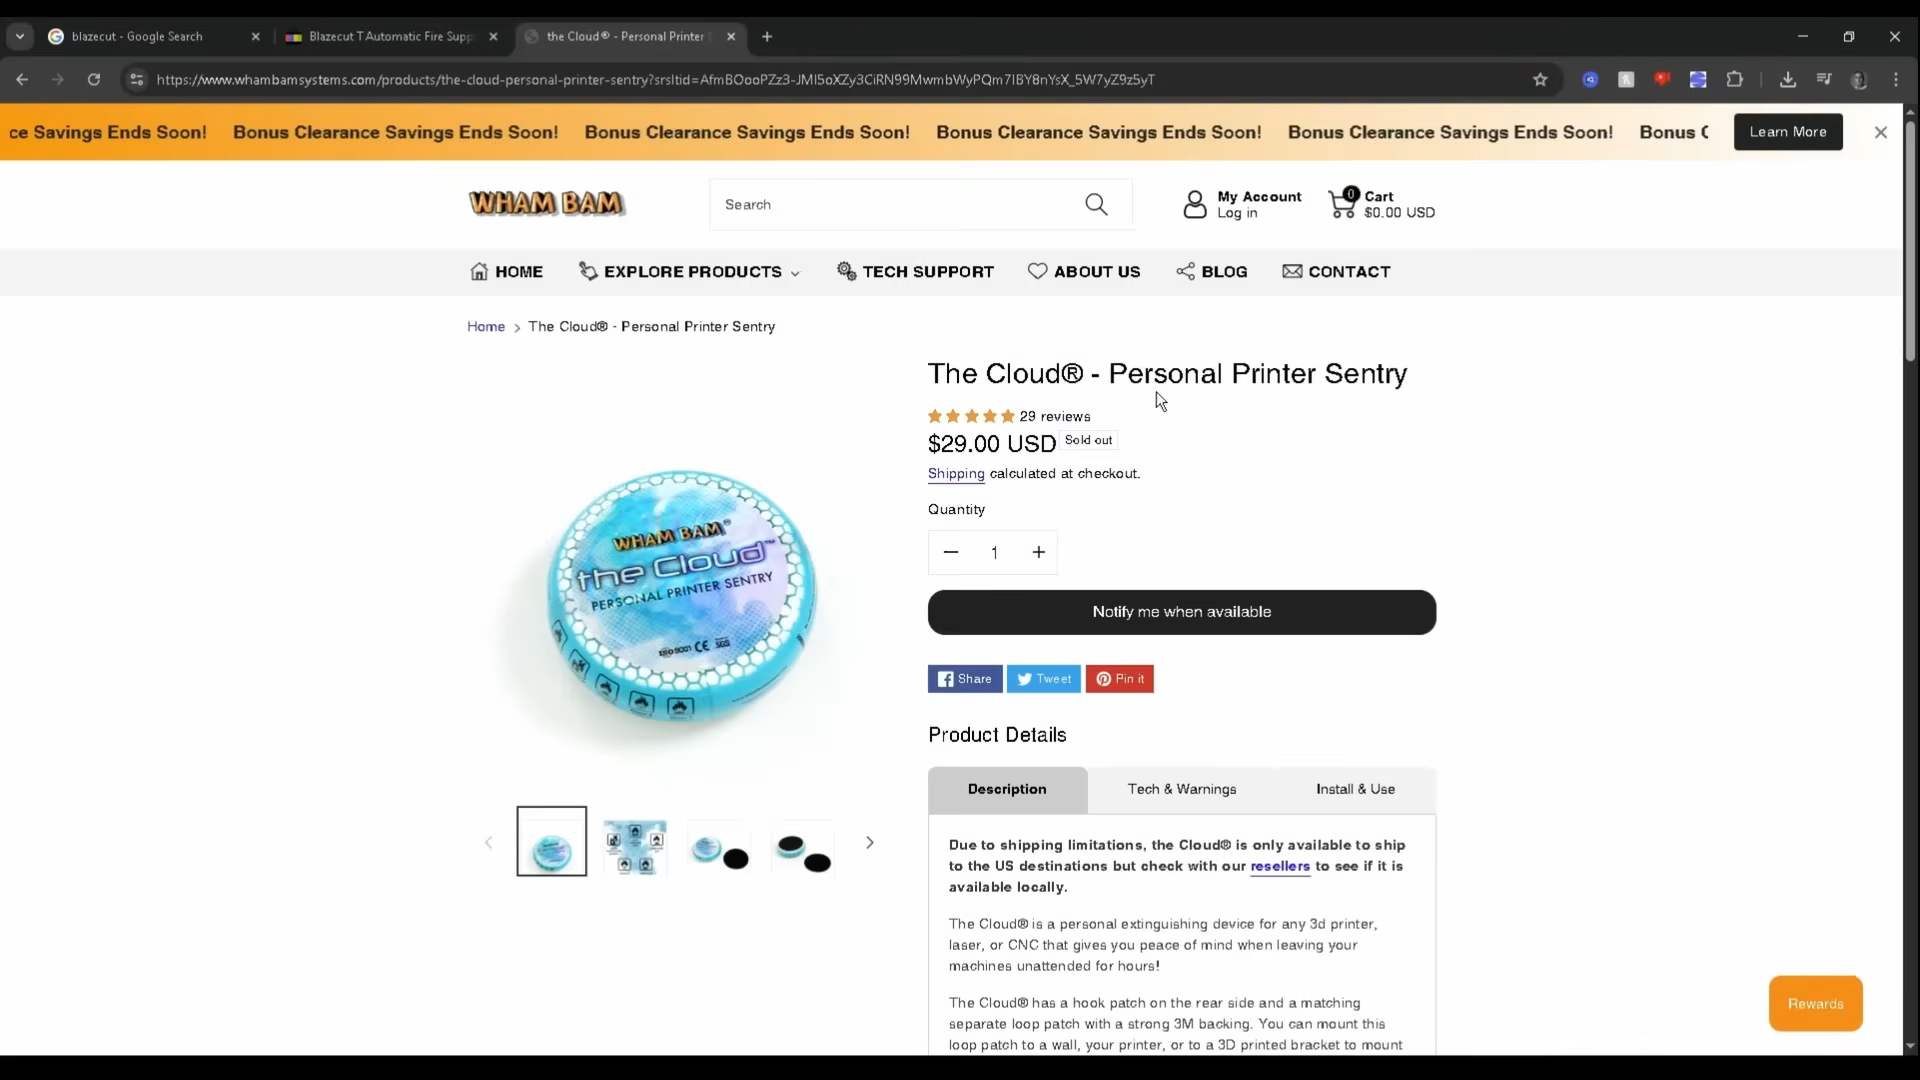 blazecut - Google Search
Blazecut T Automatic Fire Supp
the Cloud® - Personal Printer
https://www.whambamsystems.com/products/the-cloud-personal-printer-sentry?srsltid=AfmBOooPZz3-JMI5oXZy3CiRN99MwmbWyPQm7IBY8nYsX_5W7yZ9z5yT
ce Savings Ends Soon! Bonus Clearance Savings Ends Soon! Bonus Clearance Savings Ends Soon! Bonus Clearance Savings Ends Soon! Bonus Clearance Savings Ends Soon! Bonus C
Learn More
WHAM BAM
Search
My Account
Log in
0
Cart
$0.00 USD
HOME
EXPLORE PRODUCTS
TECH SUPPORT
ABOUT US
BLOG
CONTACT
Home > The Cloud® - Personal Printer Sentry
The Cloud® - Personal Printer Sentry
29 reviews
$29.00 USD Sold out
Shipping calculated at checkout.
Quantity
1
Notify me when available
Share
Tweet
Pin it
WHAM BAM®
the Cloud™
PERSONAL PRINTER SENTRY
ISO 9001 CE SGS
Product Details
Description
Tech & Warnings
Install & Use
Due to shipping limitations, the Cloud® is only available to ship
to the US destinations but check with our resellers to see if it is
available locally.
The Cloud® is a personal extinguishing device for any 3d printer,
laser, or CNC that gives you peace of mind when leaving your
machines unattended for hours!
The Cloud® has a hook patch on the rear side and a matching
separate loop patch with a strong 3M backing. You can mount this
loop patch to a wall, your printer, or to a 3D printed bracket to mount
Rewards